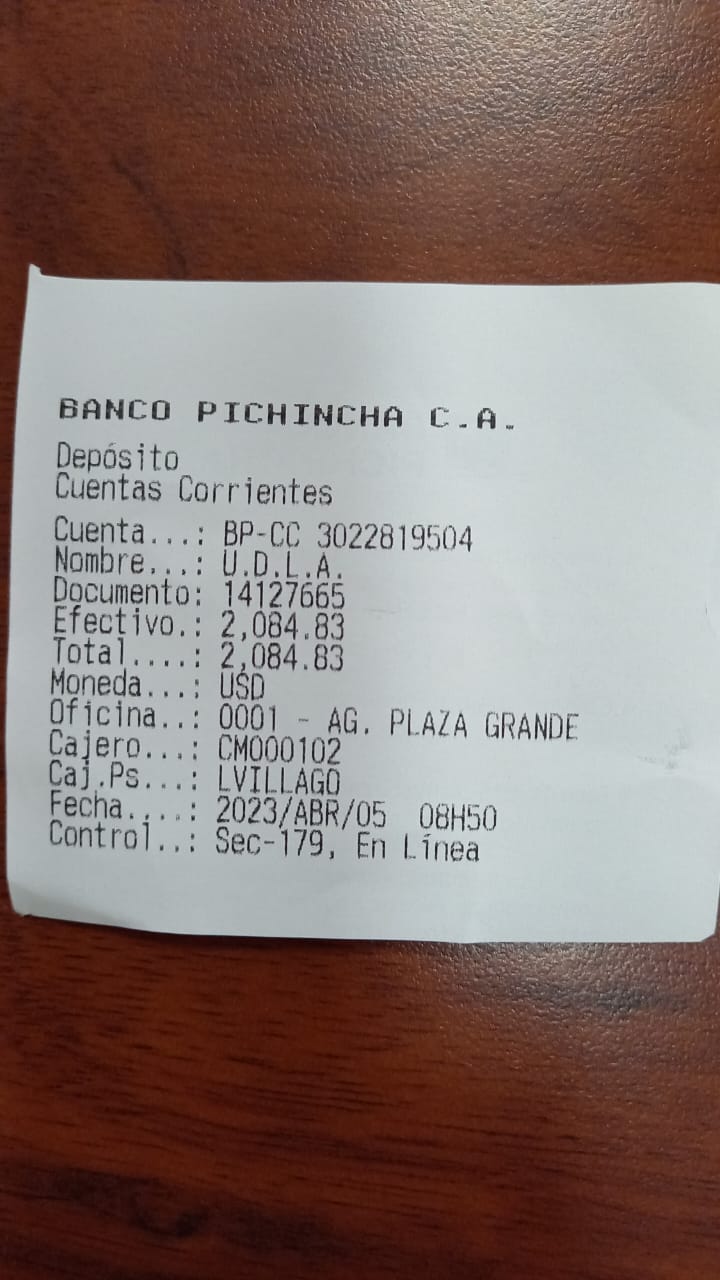 BANCO PICHINCHA C.A.
Depósito
Cuentas Corrientes
Cuenta...: BP-CC 3022819504
Nombre...: U.D.L.A.
Documento: 14127665
Efectivo.: 2,084.83
Total....: 2,084.83
Moneda...: USD
Oficina..: 0001 - AG. PLAZA GRANDE
Cajero...: CM000102
Caj.Ps...: LVILLAGO
Fecha....: 2023/ABR/05  08H50
Control..: Sec-179, En Línea